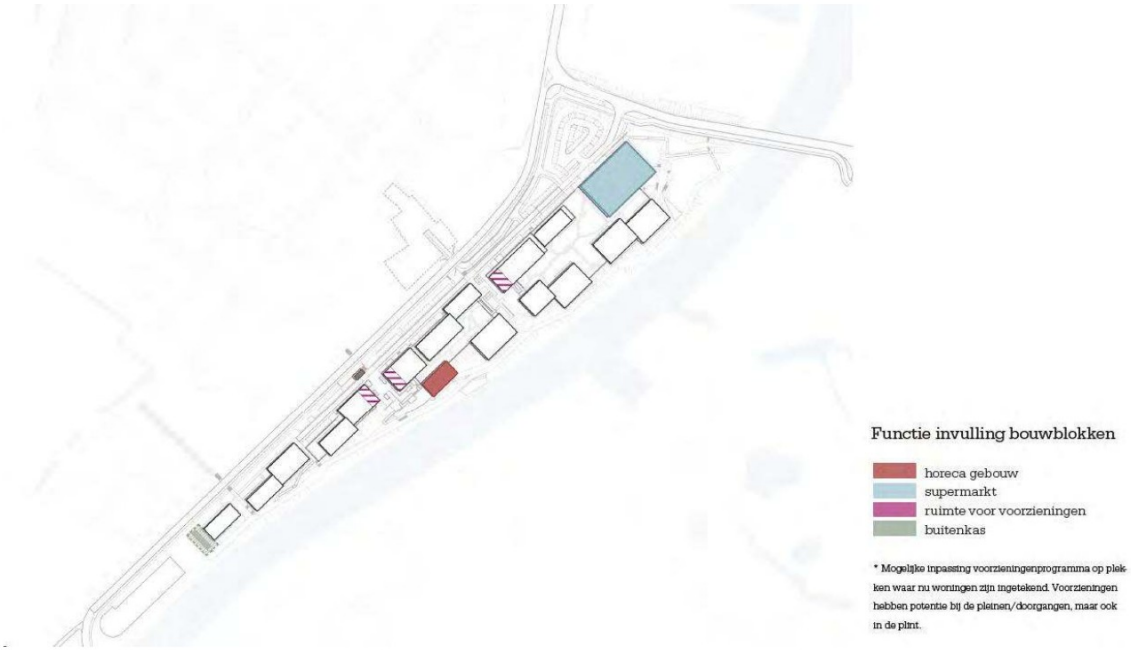 Functie invulling bouwblokken
horeca gebouw
supermarkt
ruimte voor voorzieningen
buitenkas
* Mogelijke inpassing voorzieningenprogramma op plek-
ken waar nu woningen zijn ingetekend. Voorzieningen
hebben potentie bij de pleinen/doorgangen, maar ook
in de plint.